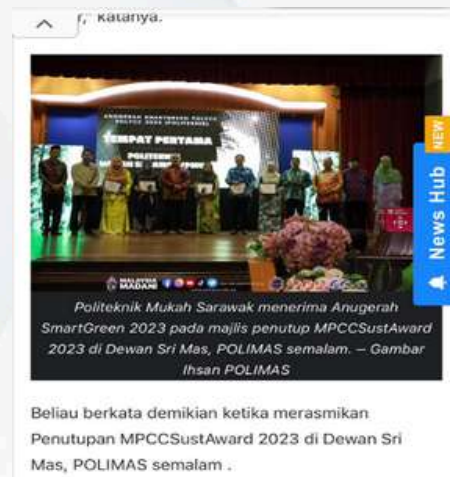 r," katanya.
TEMPAT PERTAMA
MALAYSIA
MADANI
Politeknik Mukah Sarawak menerima Anugerah
SmartGreen 2023 pada majlis penutup MPCCSustAward
2023 di Dewan Sri Mas, POLIMAS semalam. — Gambar
Ihsan POLIMAS
NEW
News Hub
Beliau berkata demikian ketika merasmikan
Penutupan MPCCSustAward 2023 di Dewan Sri
Mas, POLIMAS semalam .